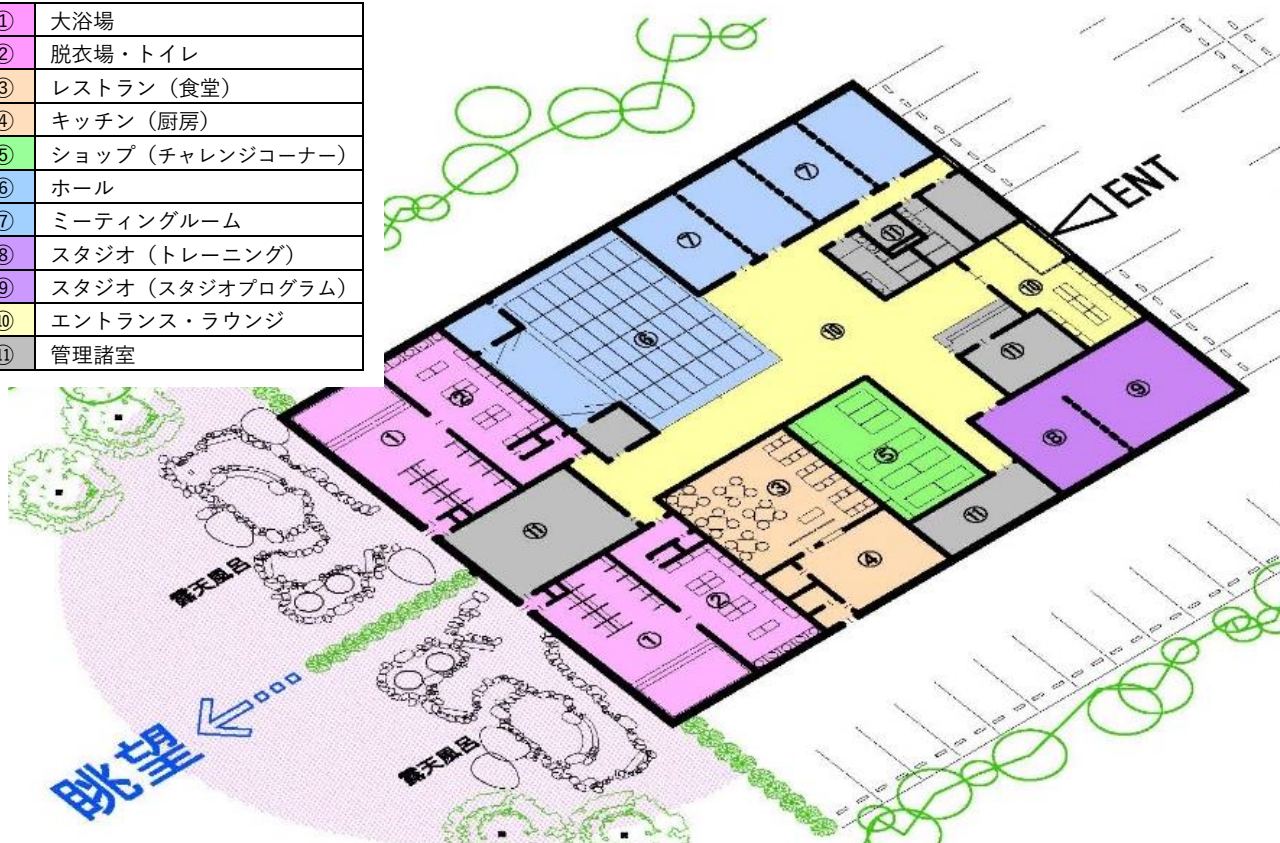 ① 大浴場
② 脱衣場・トイレ
③ レストラン（食堂）
④ キッチン（厨房）
⑤ ショップ（チャレンジコーナー）
⑥ ホール
⑦ ミーティングルーム
⑧ スタジオ（トレーニング）
⑨ スタジオ（スタジオプログラム）
⑩ エントランス・ラウンジ
⑪ 管理諸室
⑦
ENT
⑦
⑪
⑩
⑥
⑩
⑪
⑨
②
①
⑧
⑤
③
⑪
⑪
④
②
①
露天風呂
露天風呂
眺望